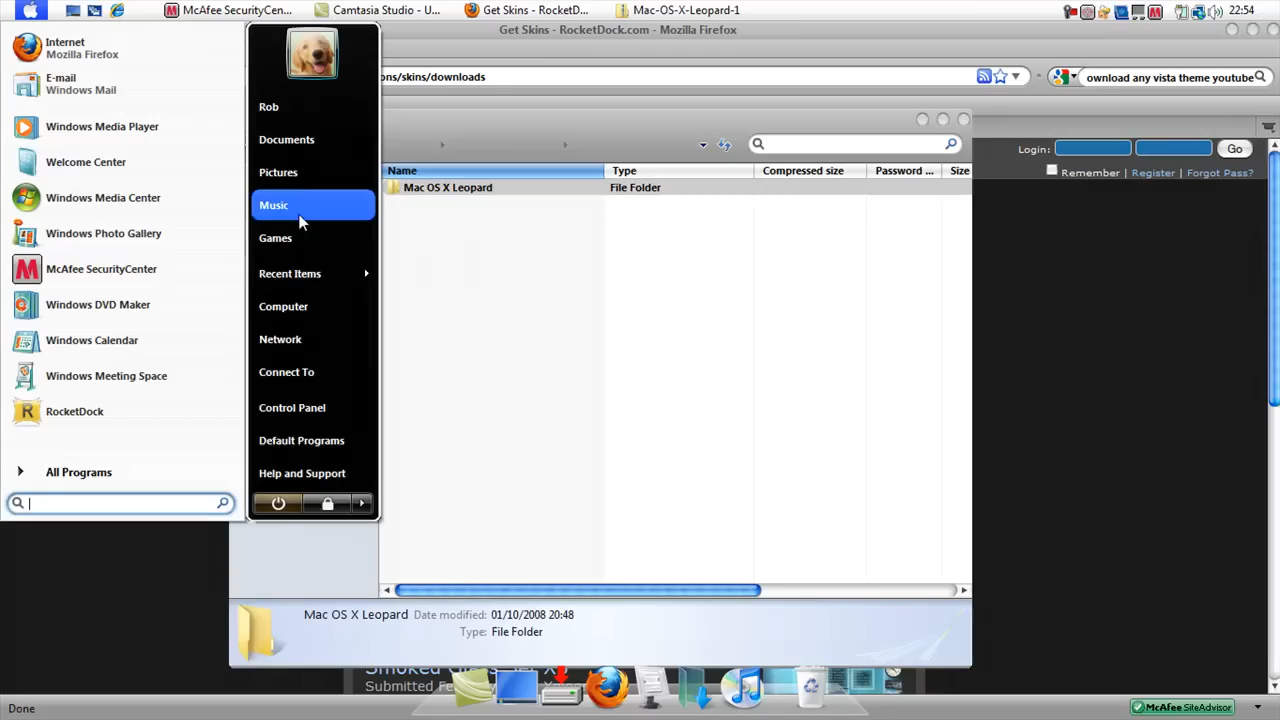 McAfee SecurityCen...
Camtasia Studio - U...
Get Skins - RocketD...
Mac-OS-X-Leopard-1
22:54
Get Skins - RocketDock.com - Mozilla Firefox
ons/skins/downloads
ownload any vista theme youtube
Internet
Mozilla Firefox
E-mail
Windows Mail
Windows Media Player
Welcome Center
Windows Media Center
Windows Photo Gallery
McAfee SecurityCenter
Windows DVD Maker
Windows Calendar
Windows Meeting Space
RocketDock
All Programs
Rob
Documents
Pictures
Music
Games
Recent Items
Computer
Network
Connect To
Control Panel
Default Programs
Help and Support
Login:
Go
Remember | Register | Forgot Pass?
Name Type Compressed size Password ... Size
Mac OS X Leopard File Folder
Mac OS X Leopard Date modified: 01/10/2008 20:48
Type: File Folder
Submitted Fe
Done
McAfee SiteAdvisor